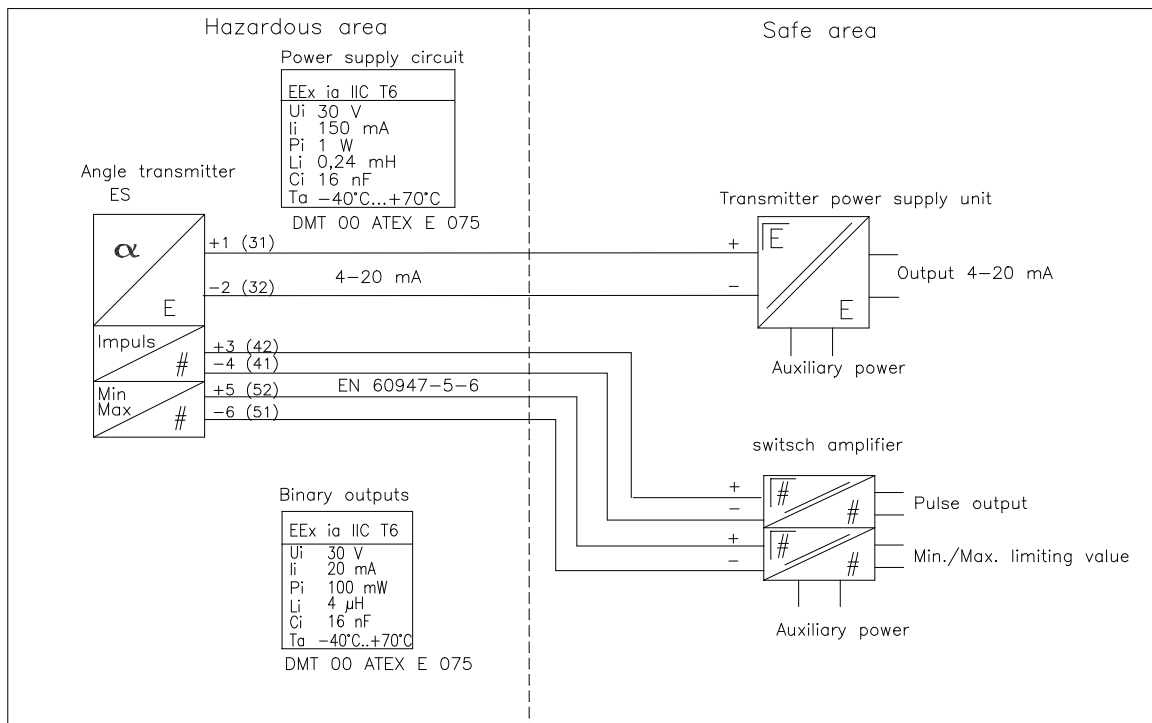 Hazardous area
Safe area
Power supply circuit
EEx ia IIC T6
Ui 30 V
Ii 150 mA
Pi 1 W
Li 0,24 mH
Ci 16 nF
Ta -40°C...+70°C
DMT 00 ATEX E 075
Angle transmitter
ES
α
E
+1 (31)
-2 (32)
4-20 mA
Transmitter power supply unit
+
-
E
E
Output 4-20 mA
Auxiliary power
Impuls
#
+3 (42)
-4 (41)
Min
Max
#
+5 (52)
-6 (51)
EN 60947-5-6
switsch amplifier
+
-
#
#
Pulse output
+
-
#
#
Min./Max. limiting value
Auxiliary power
Binary outputs
EEx ia IIC T6
Ui 30 V
Ii 20 mA
Pi 100 mW
Li 4 µH
Ci 16 nF
Ta -40°C..+70°C
DMT 00 ATEX E 075